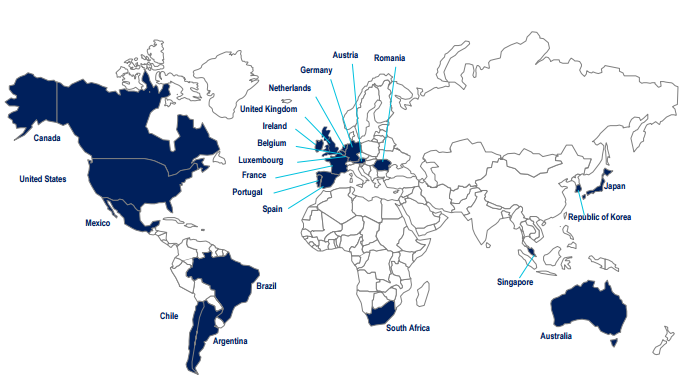 Austria
Romania
Germany
Netherlands
United Kingdom
Ireland
Belgium
Luxembourg
France
Portugal
Spain
Canada
United States
Mexico
Brazil
Chile
Argentina
South Africa
Japan
Republic of Korea
Singapore
Australia